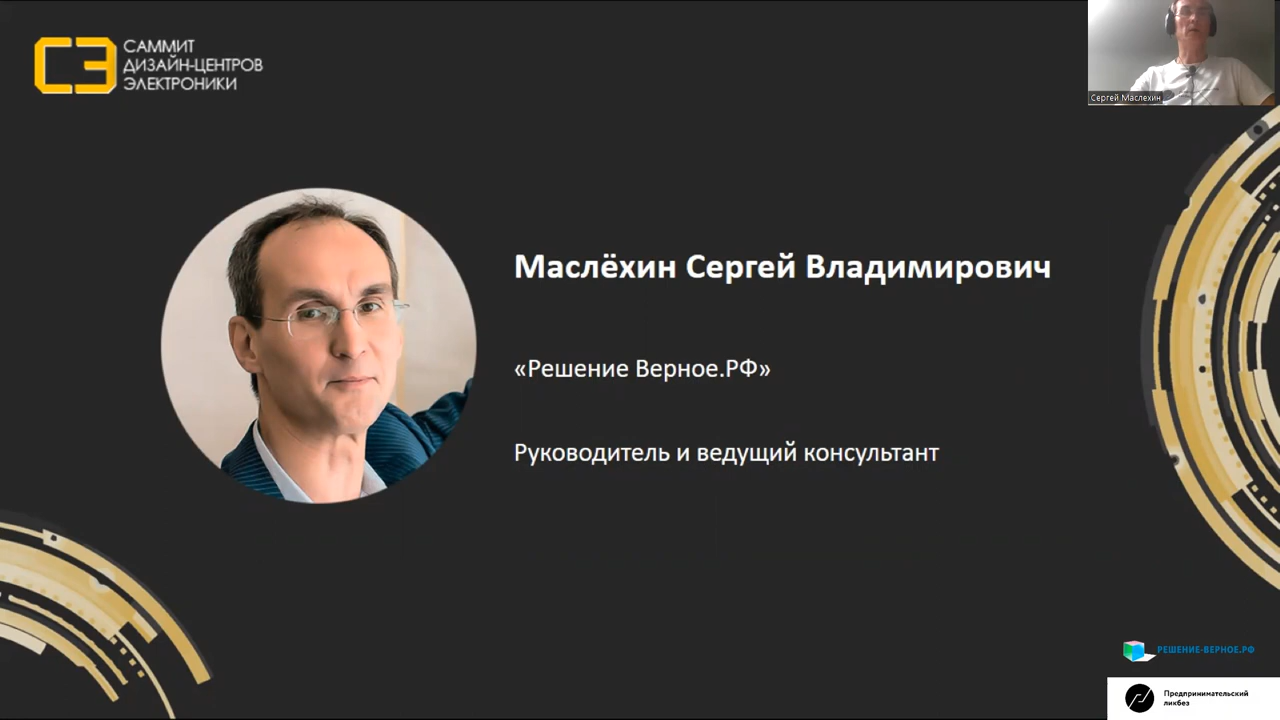 САММИТ
ДИЗАЙН-ЦЕНТРОВ
ЭЛЕКТРОНИКИ
Сергей Маслехин
Маслёхин Сергей Владимирович
«Решение Верное.РФ»
Руководитель и ведущий консультант
РЕШЕНИЕ-ВЕРНОЕ.РФ
Предпринимательский
ликбез